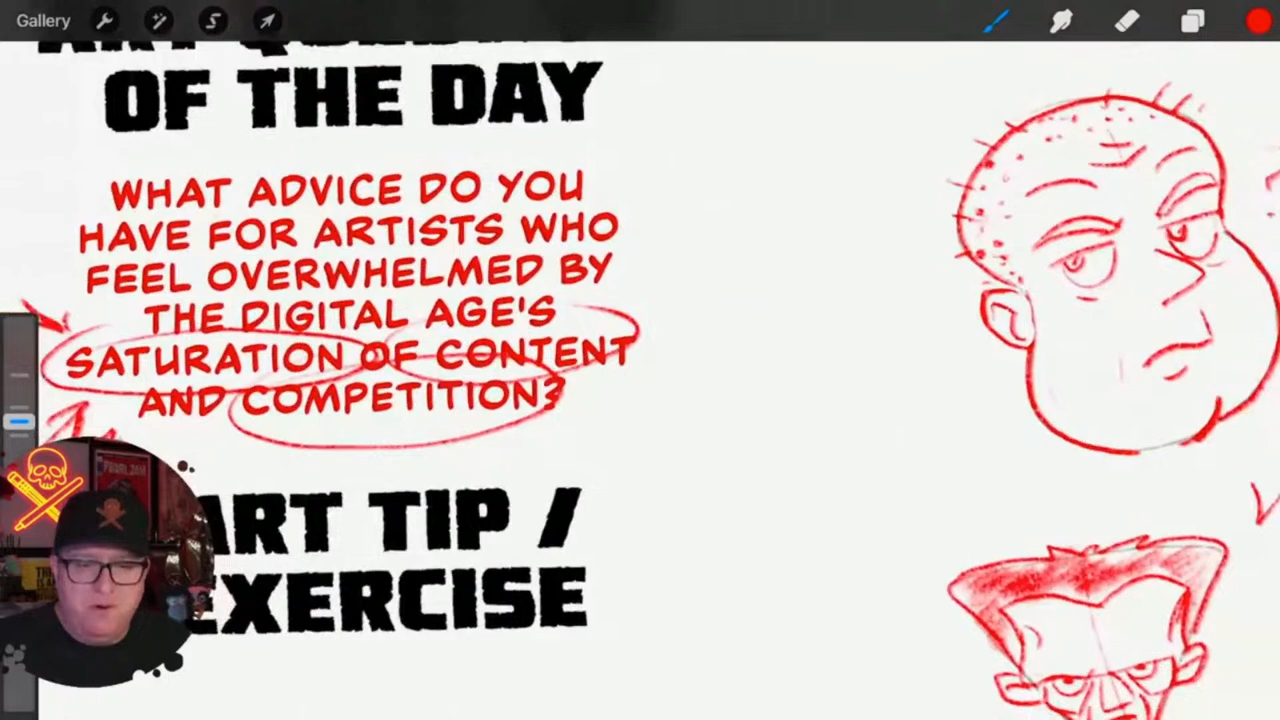 Gallery
OF THE DAY
WHAT ADVICE DO YOU
HAVE FOR ARTISTS WHO
FEEL OVERWHELMED BY
THE DIGITAL AGE'S
SATURATION OF CONTENT
AND COMPETITION?
ART TIP /
EXERCISE